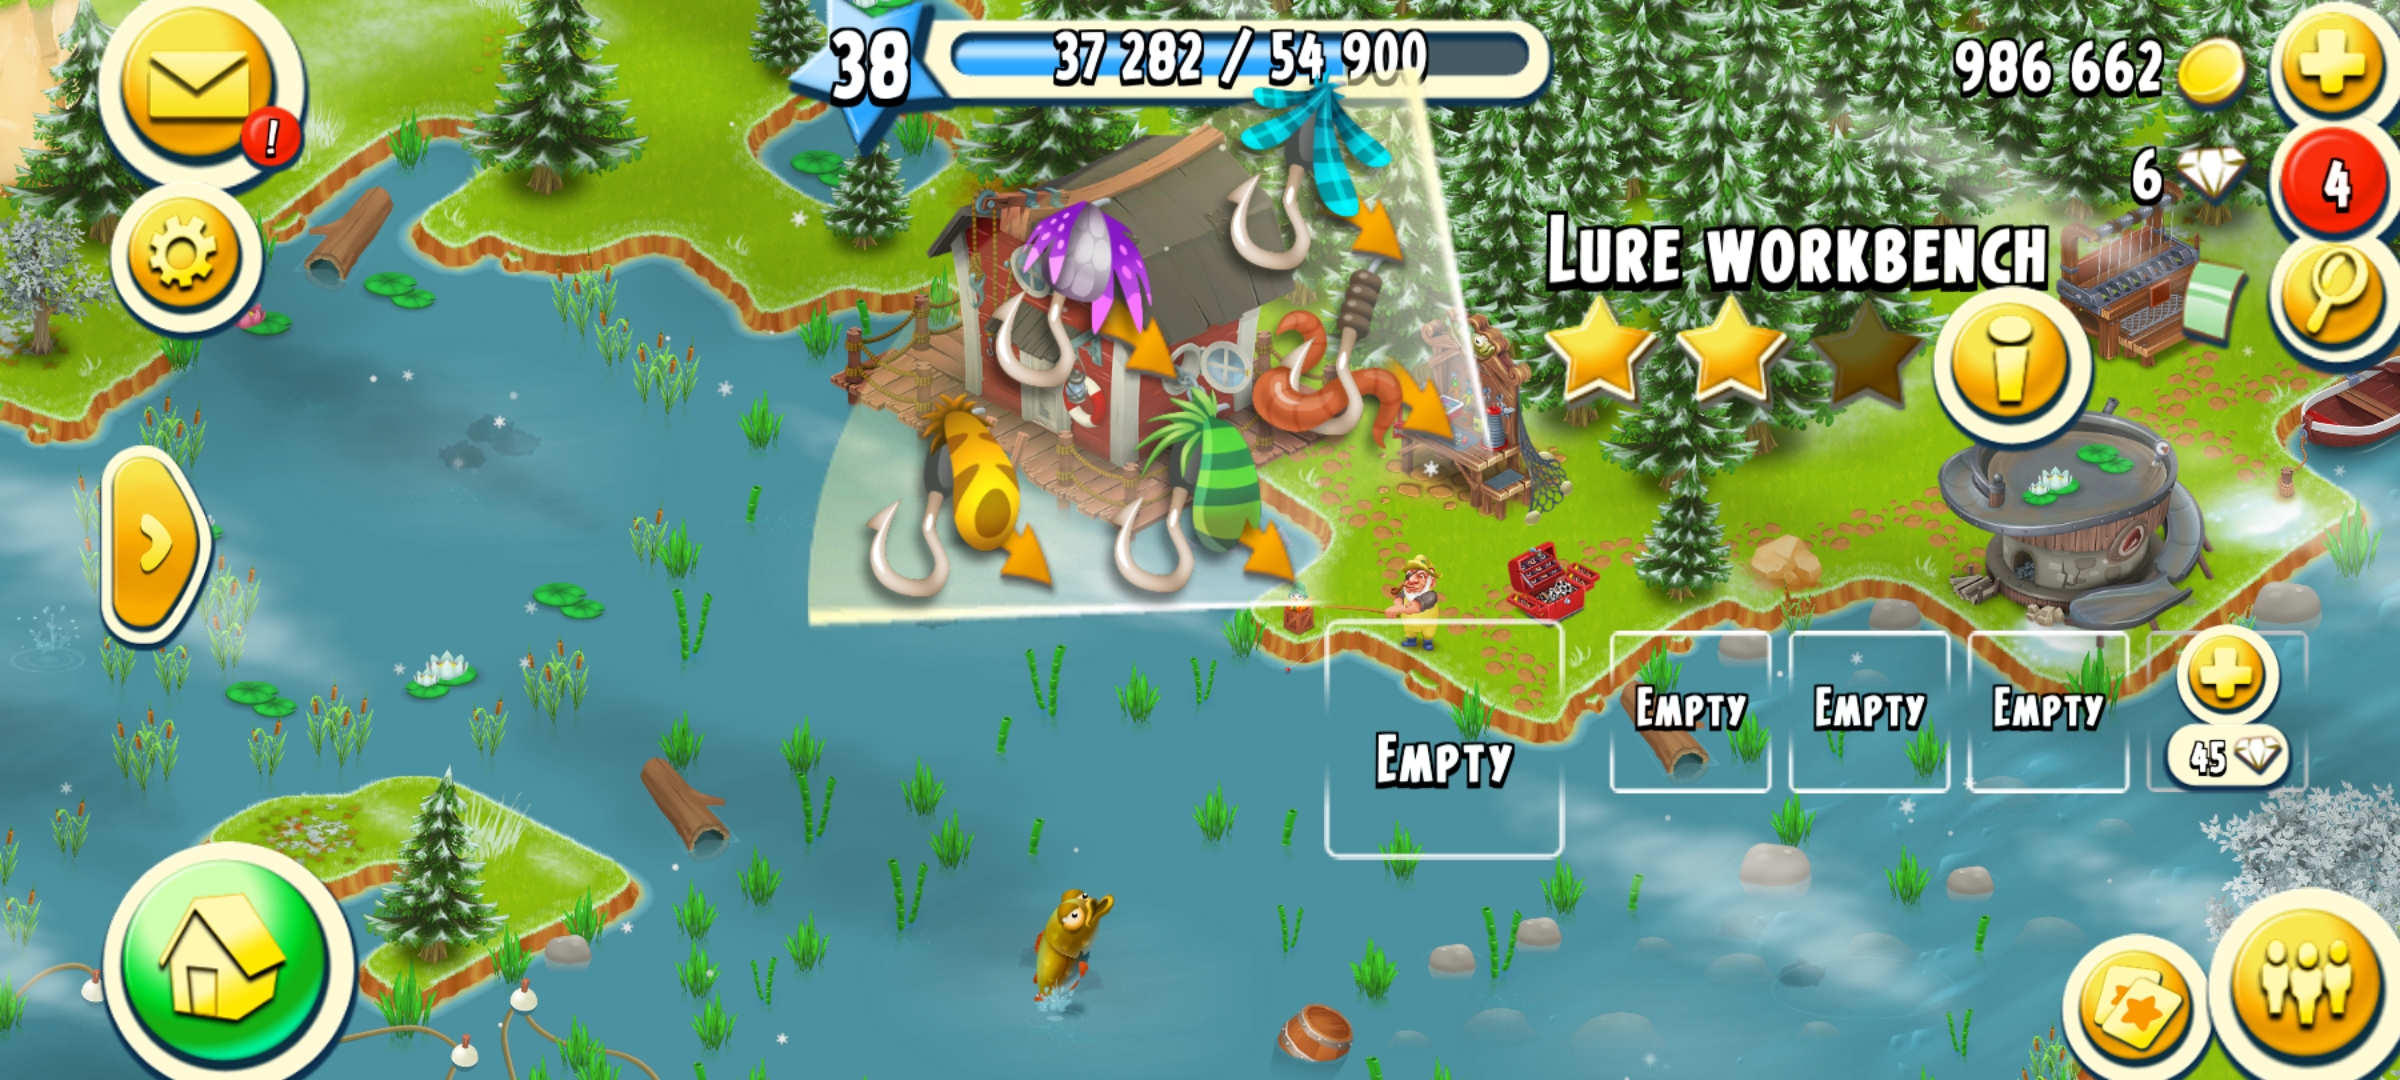 !
38
37 282 / 54 900
986 662
6
4
LURE WORKBENCH
EMPTY
EMPTY
EMPTY
EMPTY
45